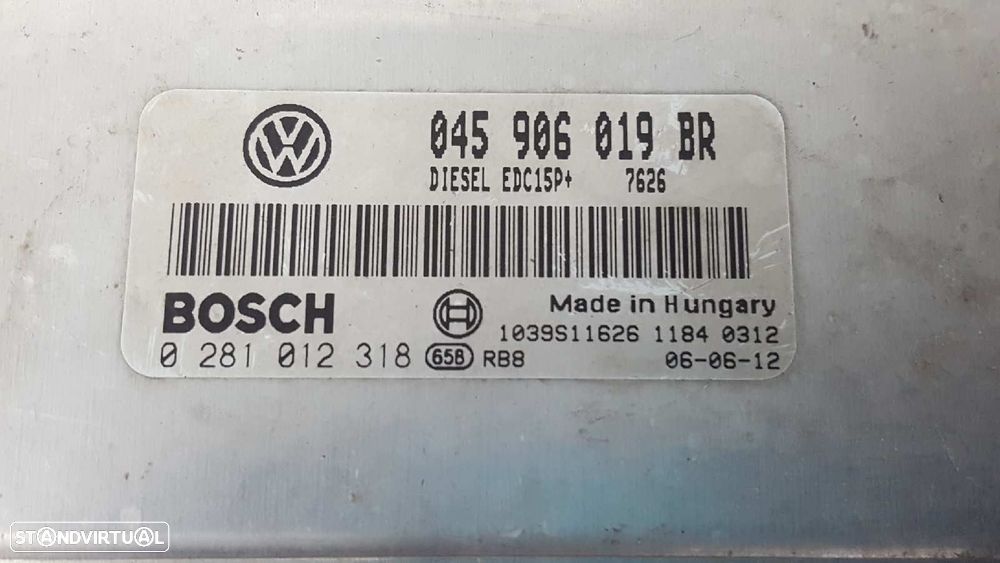 045 906 019 BR
DIESEL EDC15P+ 7626
BOSCH
Made in Hungary
1039S11626 1184 0312
0 281 012 318 658 RB8 06-06-12
STANDVIRTUAL